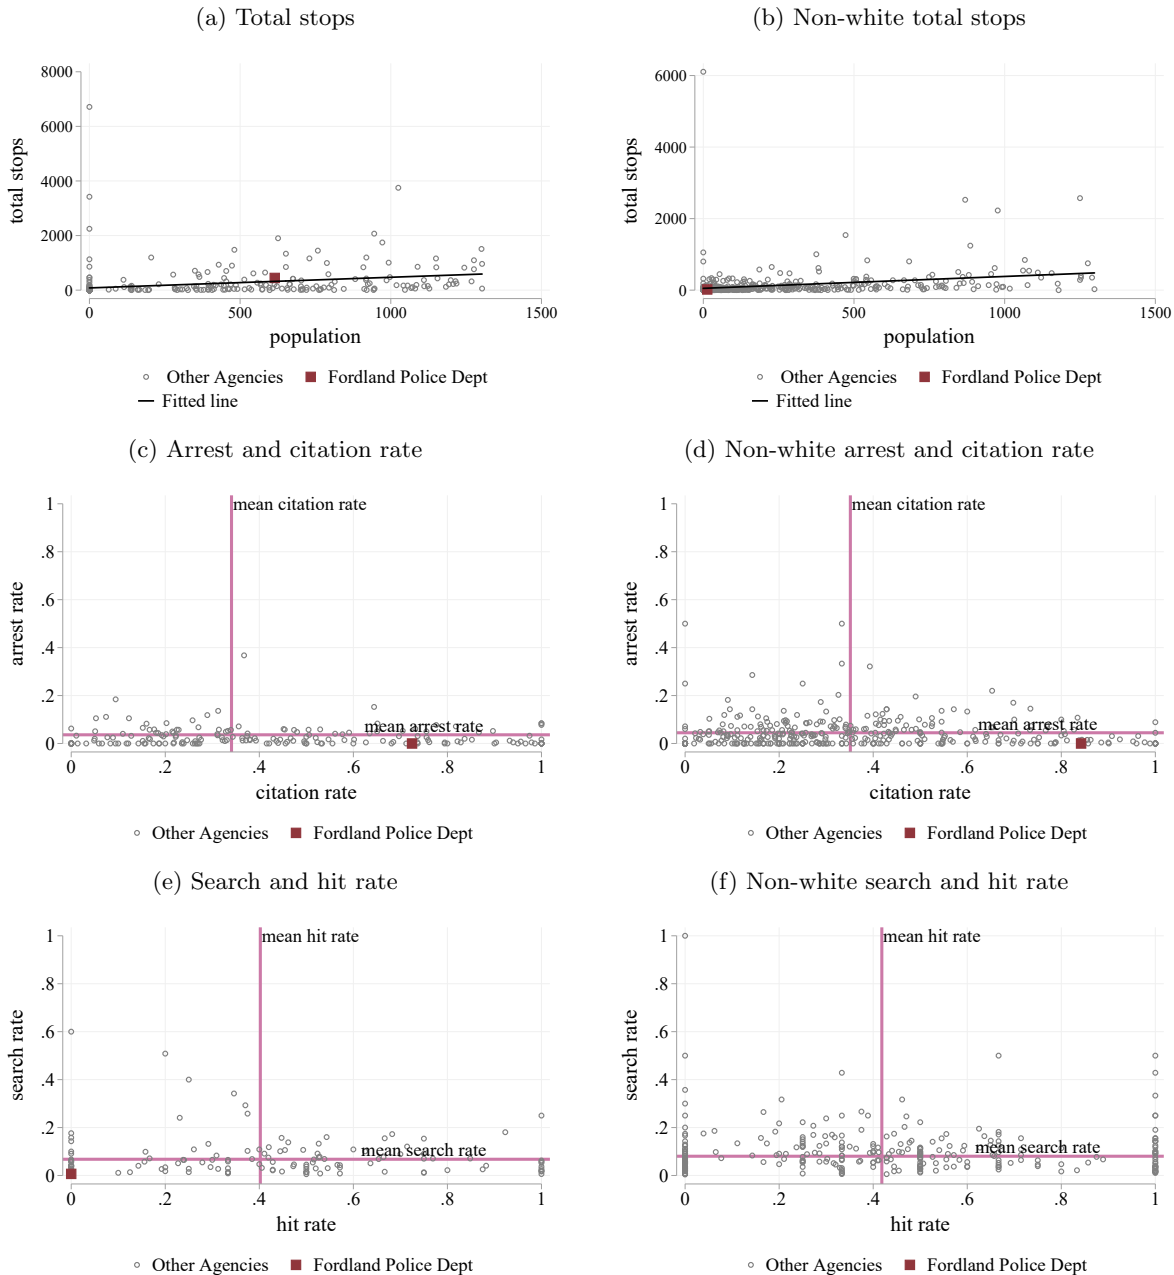 (a) Total stops
(b) Non-white total stops
8000
6000
4000
2000
0
total stops
0
500
1000
1500
population
Other Agencies
Fordland Police Dept
Fitted line
6000
4000
2000
0
total stops
0
500
1000
1500
population
Other Agencies
Fordland Police Dept
Fitted line
(c) Arrest and citation rate
(d) Non-white arrest and citation rate
1
.8
.6
.4
.2
0
arrest rate
mean citation rate
mean arrest rate
0
.2
.4
.6
.8
1
citation rate
Other Agencies
Fordland Police Dept
1
.8
.6
.4
.2
0
arrest rate
mean citation rate
mean arrest rate
0
.2
.4
.6
.8
1
citation rate
Other Agencies
Fordland Police Dept
(e) Search and hit rate
(f) Non-white search and hit rate
1
.8
.6
.4
.2
0
search rate
mean hit rate
mean search rate
0
.2
.4
.6
.8
1
hit rate
Other Agencies
Fordland Police Dept
1
.8
.6
.4
.2
0
search rate
mean hit rate
mean search rate
0
.2
.4
.6
.8
1
hit rate
Other Agencies
Fordland Police Dept